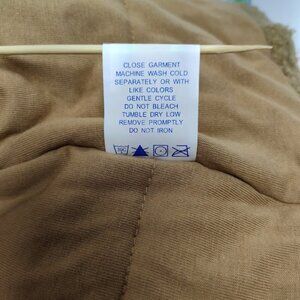 CLOSE GARMENT
MACHINE WASH COLD
SEPARATELY OR WITH
LIKE COLORS
GENTLE CYCLE
DO NOT BLEACH
TUMBLE DRY LOW
REMOVE PROMPTLY
DO NOT IRON